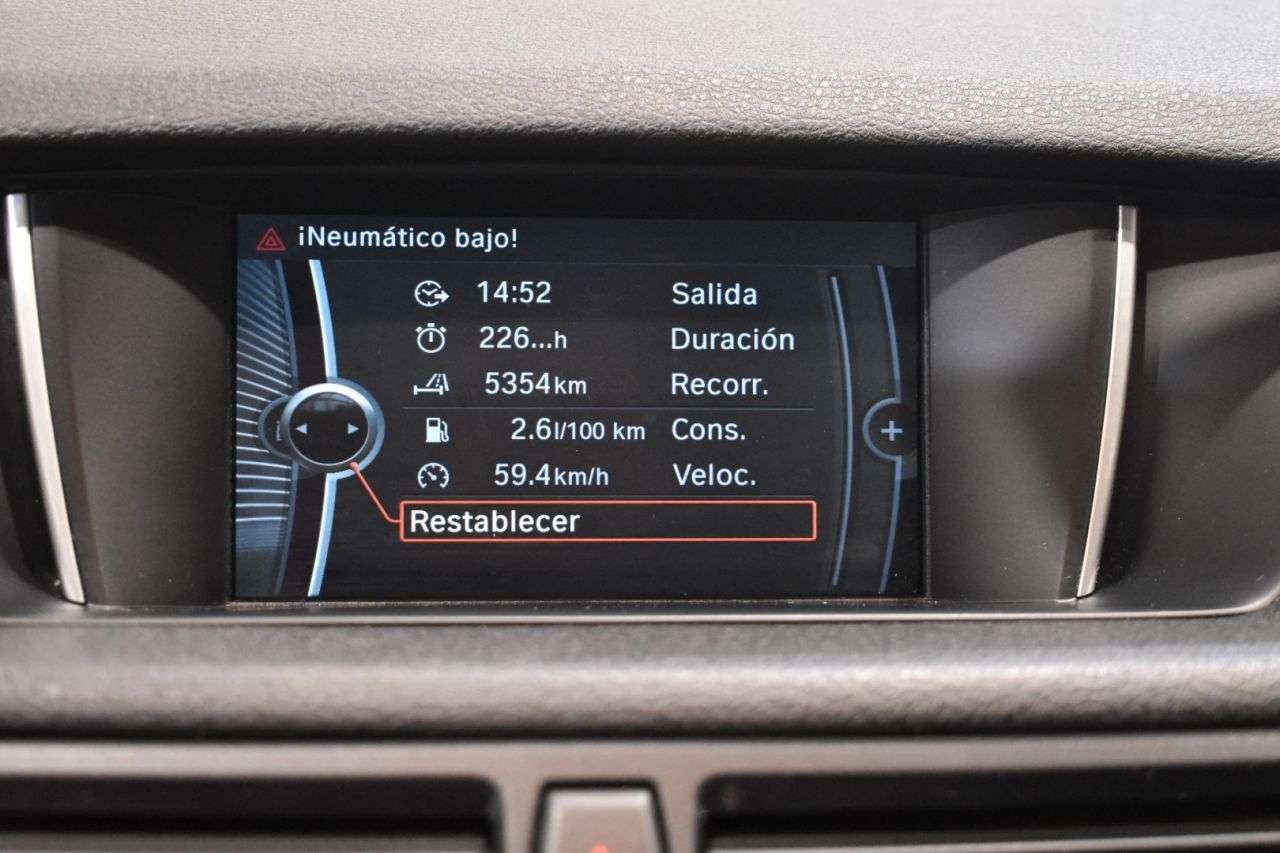 ¡Neumático bajo!
14:52 Salida
226...h Duración
5354km Recorr.
2.6l/100 km Cons.
59.4km/h Veloc.
Restablecer